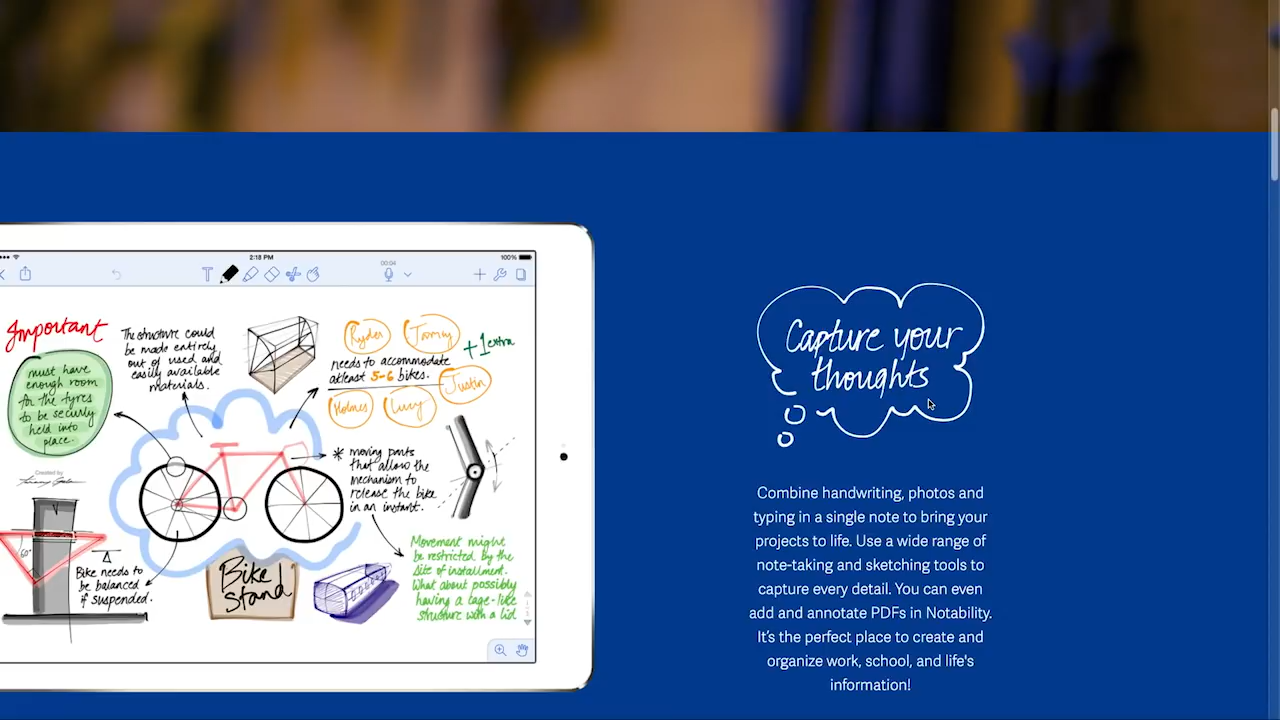 2:18 PM
100%
00:04
T
Important
The structure could
be made entirely
out of used and
easily available
materials.
must have
enough room
for the tyres
to be securly
held into
place.
Ryder
Tommy
+1 extra
needs to accommodate
atleast 5-6 bikes.
Justin
Holmes
Lucy
* moving parts
that allow the
mechanism to
release the bike
in an instant.
Created by
60°
Bike needs to
be balanced
if suspended.
Bike
stand
Movement might
be restricted by the
site of installment.
What about possibly
having a cage-like
structure with a lid
Capture your
thoughts
Combine handwriting, photos and
typing in a single note to bring your
projects to life. Use a wide range of
note-taking and sketching tools to
capture every detail. You can even
add and annotate PDFs in Notability.
It's the perfect place to create and
organize work, school, and life's
information!